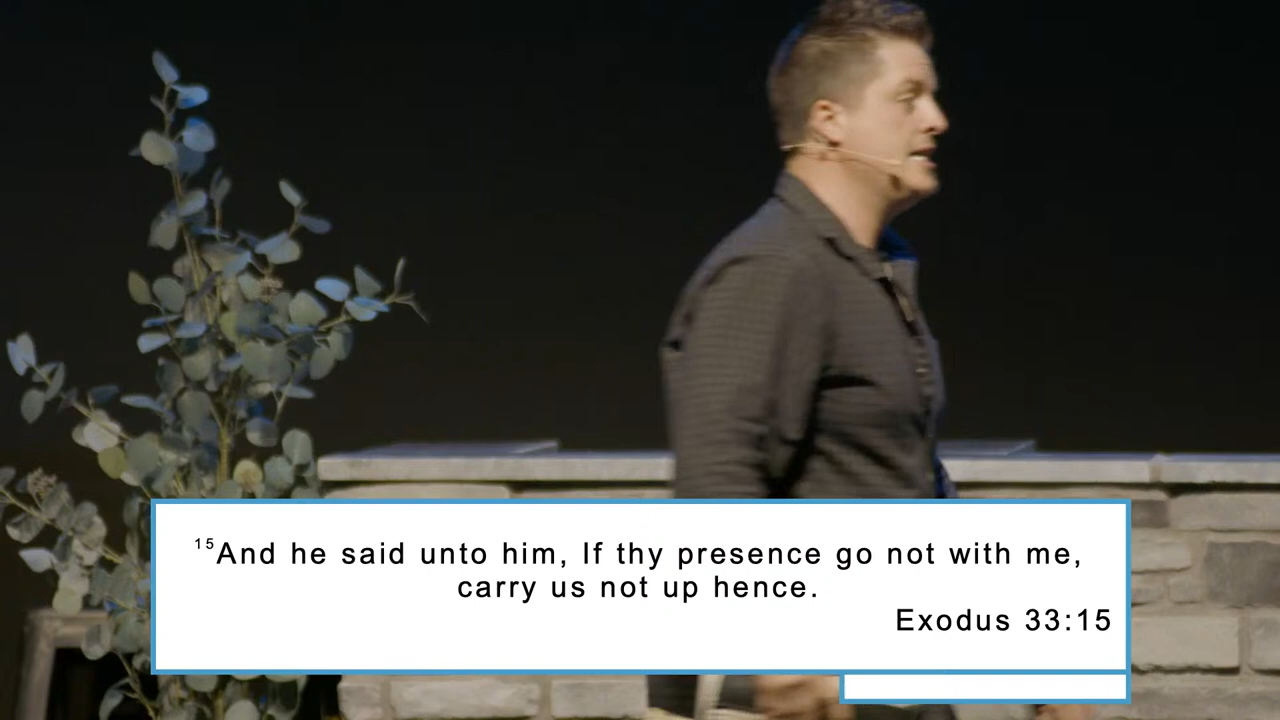 15And he said unto him, If thy presence go not with me,
carry us not up hence.
Exodus 33:15